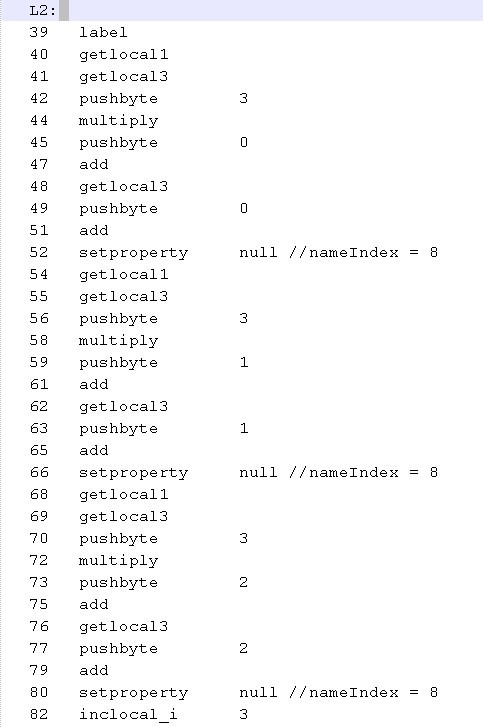 L2:
39 label
40 getlocal1
41 getlocal3
42 pushbyte 3
44 multiply
45 pushbyte 0
47 add
48 getlocal3
49 pushbyte 0
51 add
52 setproperty null //nameIndex = 8
54 getlocal1
55 getlocal3
56 pushbyte 3
58 multiply
59 pushbyte 1
61 add
62 getlocal3
63 pushbyte 1
65 add
66 setproperty null //nameIndex = 8
68 getlocal1
69 getlocal3
70 pushbyte 3
72 multiply
73 pushbyte 2
75 add
76 getlocal3
77 pushbyte 2
79 add
80 setproperty null //nameIndex = 8
82 inclocal_i 3